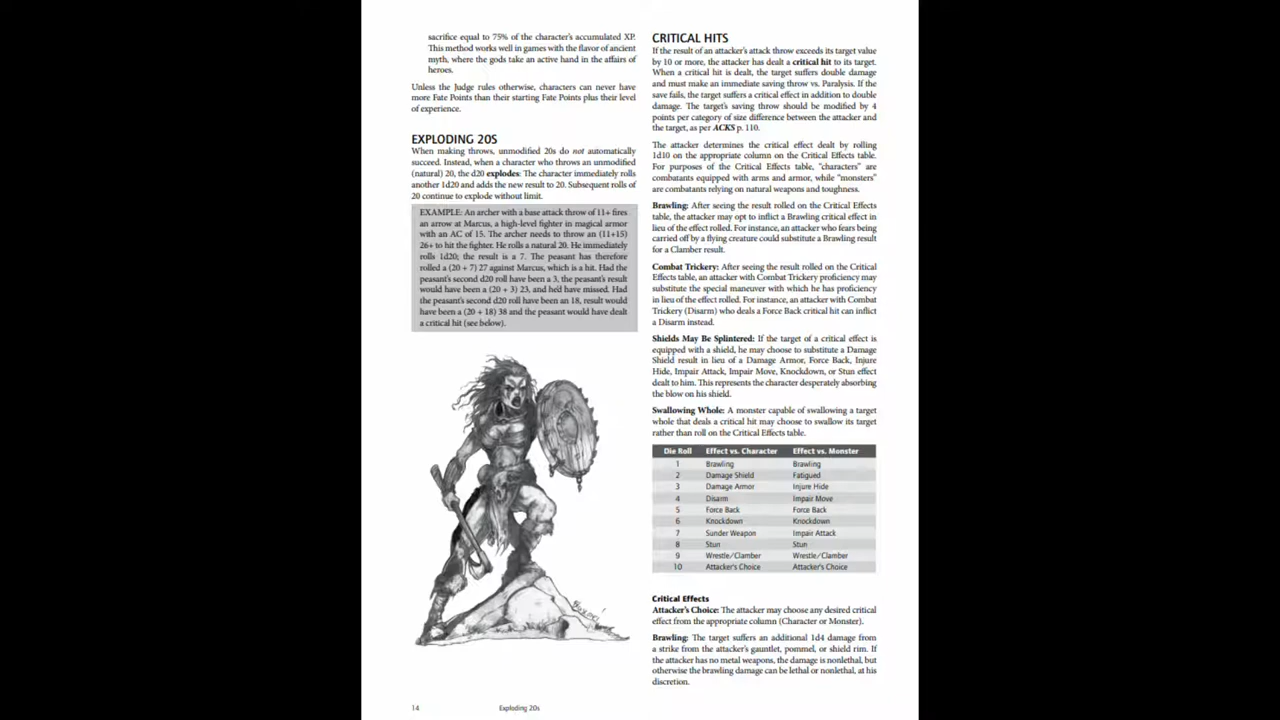 sacrifice equal to 75% of the character's accumulated XP.
This method works well in games with the flavor of ancient
myth, where the gods take an active hand in the affairs of
heroes.
Unless the Judge rules otherwise, characters can never have
more Fate Points than their starting Fate Points plus their level
of experience.
EXPLODING 20S
When making throws, unmodified 20s do not automatically
succeed. Instead, when a character who throws an unmodified
(natural) 20, the d20 explodes: The character immediately rolls
another 1d20 and adds the new result to 20. Subsequent rolls of
20 continue to explode without limit.
EXAMPLE: An archer with a base attack throw of 11+ fires
an arrow at Marcus, a high-level fighter in magical armor
with an AC of 15. The archer needs to throw an (11+15)
26+ to hit the fighter. He rolls a natural 20. He immediately
rolls 1d20; the result is a 7. The peasant has therefore
rolled a (20 + 7) 27 against Marcus, which is a hit. Had the
peasant's second d20 roll have been a 3, the peasant's result
would have been a (20 + 3) 23, and he'd have missed. Had
the peasant's second d20 roll have been an 18, result would
have been a (20 + 18) 38 and the peasant would have dealt
a critical hit (see below).
14
Exploding 20s
CRITICAL HITS
If the result of an attacker's attack throw exceeds its target value
by 10 or more, the attacker has dealt a critical hit to its target.
When a critical hit is dealt, the target suffers double damage
and must make an immediate saving throw vs. Paralysis. If the
save fails, the target suffers a critical effect in addition to double
damage. The target's saving throw should be modified by 4
points per category of size difference between the attacker and
the target, as per ACKS p. 110.
The attacker determines the critical effect dealt by rolling
1d10 on the appropriate column on the Critical Effects table.
For purposes of the Critical Effects table, "characters" are
combatants equipped with arms and armor, while "monsters"
are combatants relying on natural weapons and toughness.
Brawling: After seeing the result rolled on the Critical Effects
table, the attacker may opt to inflict a Brawling critical effect in
lieu of the effect rolled. For instance, an attacker who fears being
carried off by a flying creature could substitute a Brawling result
for a Clamber result.
Combat Trickery: After seeing the result rolled on the Critical
Effects table, an attacker with Combat Trickery proficiency may
substitute the special maneuver with which he has proficiency
in lieu of the effect rolled. For instance, an attacker with Combat
Trickery (Disarm) who deals a Force Back critical hit can inflict
a Disarm instead.
Shields May Be Splintered: If the target of a critical effect is
equipped with a shield, he may choose to substitute a Damage
Shield result in lieu of a Damage Armor, Force Back, Injure
Hide, Impair Attack, Impair Move, Knockdown, or Stun effect
dealt to him. This represents the character desperately absorbing
the blow on his shield.
Swallowing Whole: A monster capable of swallowing a target
whole that deals a critical hit may choose to swallow its target
rather than roll on the Critical Effects table.
Die Roll Effect vs. Character Effect vs. Monster
1 Brawling Brawling
2 Damage Shield Fatigued
3 Damage Armor Injure Hide
4 Disarm Impair Move
5 Force Back Force Back
6 Knockdown Knockdown
7 Sunder Weapon Impair Attack
8 Stun Stun
9 Wrestle/Clamber Wrestle/Clamber
10 Attacker's Choice Attacker's Choice
Critical Effects
Attacker's Choice: The attacker may choose any desired critical
effect from the appropriate column (Character or Monster).
Brawling: The target suffers an additional 1d4 damage from
a strike from the attacker's gauntlet, pommel, or shield rim. If
the attacker has no metal weapons, the damage is nonlethal, but
otherwise the brawling damage can be lethal or nonlethal, at his
discretion.